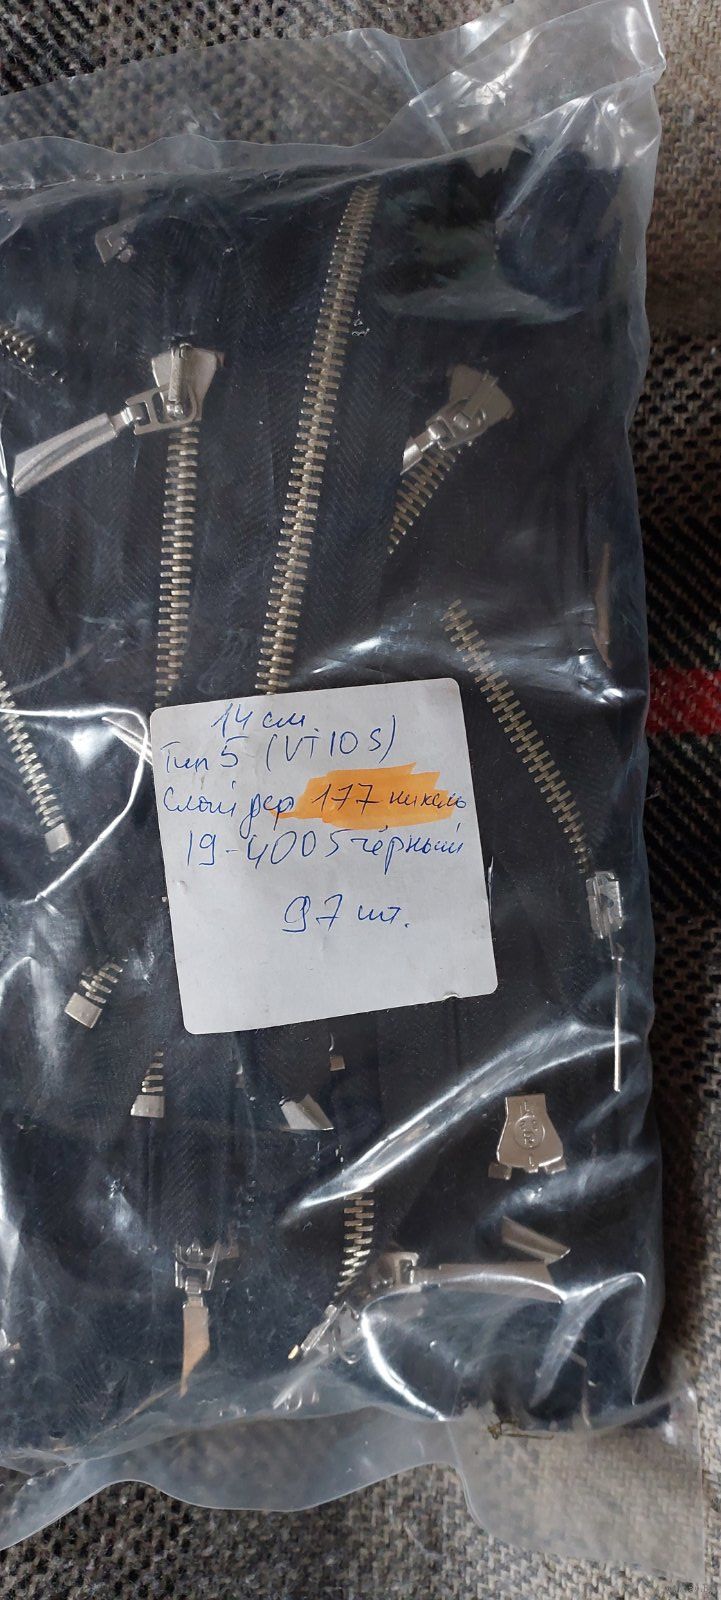 14 см
Тип 5 (VT10S)
слайдер 177 никель
19-4005 чёрный
97 шт.